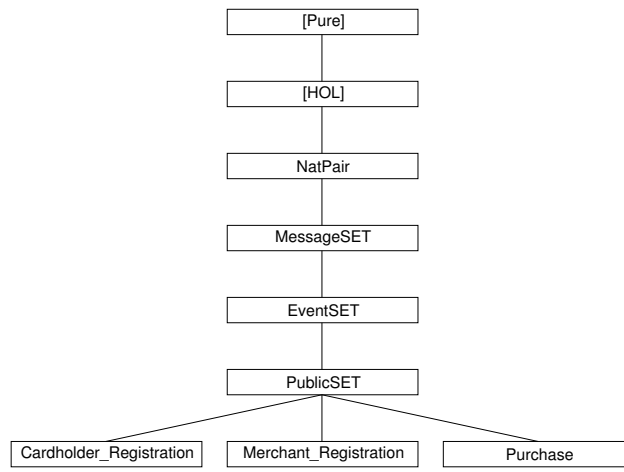 [Pure]
[HOL]
NatPair
MessageSET
EventSET
PublicSET
Cardholder_Registration
Merchant_Registration
Purchase